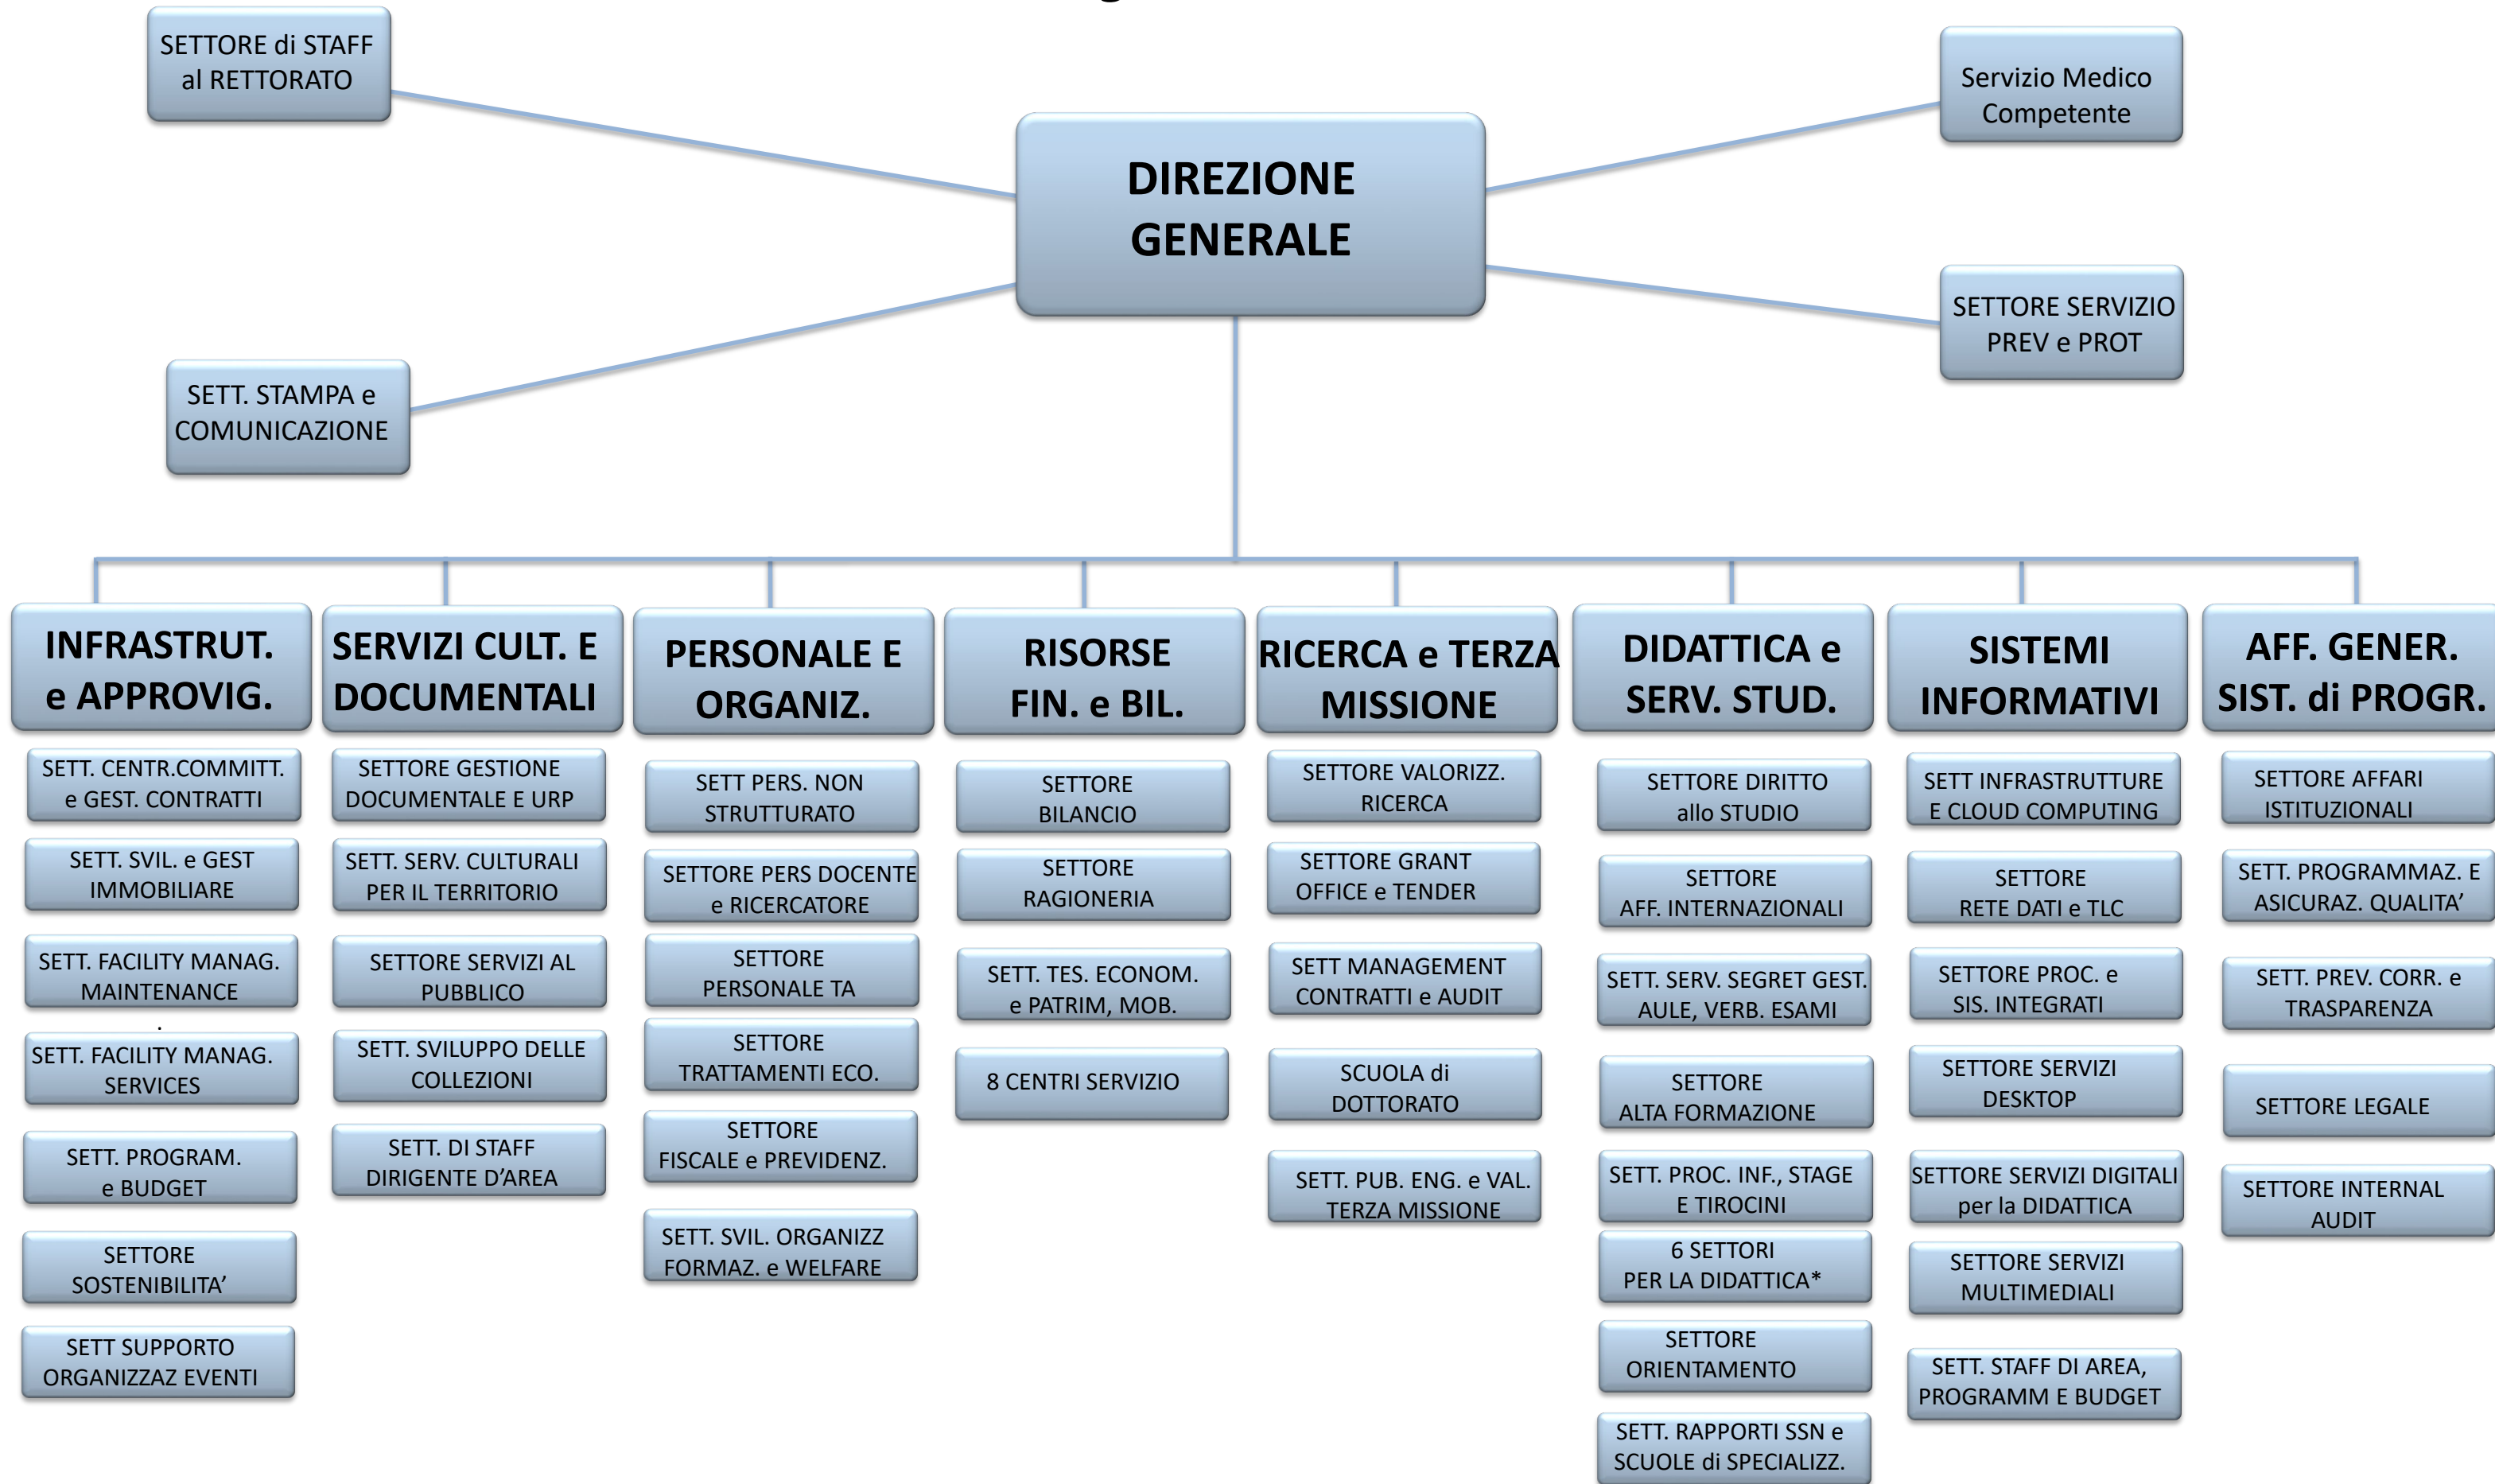 SETTORE di STAFF
al RETTORATO
Servizio Medico
Competente
DIREZIONE
GENERALE
SETTORE SERVIZIO
PREV e PROT
SETT. STAMPA e
COMUNICAZIONE
INFRASTRUT.
e APPROVIG.
SETT. CENTR.COMMITT.
e GEST. CONTRATTI
SETT. SVIL. e GEST
IMMOBILIARE
SETT. FACILITY MANAG.
MAINTENANCE
.
SETT. FACILITY MANAG.
SERVICES
SETT. PROGRAM.
e BUDGET
SETTORE
SOSTENIBILITA’
SETT SUPPORTO
ORGANIZZAZ EVENTI
SERVIZI CULT. E
DOCUMENTALI
SETTORE GESTIONE
DOCUMENTALE E URP
SETT. SERV. CULTURALI
PER IL TERRITORIO
SETTORE SERVIZI AL
PUBBLICO
SETT. SVILUPPO DELLE
COLLEZIONI
SETT. DI STAFF
DIRIGENTE D’AREA
PERSONALE E
ORGANIZ.
SETT PERS. NON
STRUTTURATO
SETTORE PERS DOCENTE
e RICERCATORE
SETTORE
PERSONALE TA
SETTORE
TRATTAMENTI ECO.
SETTORE
FISCALE e PREVIDENZ.
SETT. SVIL. ORGANIZZ
FORMAZ. e WELFARE
RISORSE
FIN. e BIL.
SETTORE
BILANCIO
SETTORE
RAGIONERIA
SETT. TES. ECONOM.
e PATRIM, MOB.
8 CENTRI SERVIZIO
RICERCA e TERZA
MISSIONE
SETTORE VALORIZZ.
RICERCA
SETTORE GRANT
OFFICE e TENDER
SETT MANAGEMENT
CONTRATTI e AUDIT
SCUOLA di
DOTTORATO
SETT. PUB. ENG. e VAL.
TERZA MISSIONE
DIDATTICA e
SERV. STUD.
SETTORE DIRITTO
allo STUDIO
SETTORE
AFF. INTERNAZIONALI
SETT. SERV. SEGRET GEST.
AULE, VERB. ESAMI
SETTORE
ALTA FORMAZIONE
SETT. PROC. INF., STAGE
E TIROCINI
6 SETTORI
PER LA DIDATTICA*
SETTORE
ORIENTAMENTO
SETT. RAPPORTI SSN e
SCUOLE di SPECIALIZZ.
SISTEMI
INFORMATIVI
SETT INFRASTRUTTURE
E CLOUD COMPUTING
SETTORE
RETE DATI e TLC
SETTORE PROC. e
SIS. INTEGRATI
SETTORE SERVIZI
DESKTOP
SETTORE SERVIZI DIGITALI
per la DIDATTICA
SETTORE SERVIZI
MULTIMEDIALI
SETT. STAFF DI AREA,
PROGRAMM E BUDGET
AFF. GENER.
SIST. di PROGR.
SETTORE AFFARI
ISTITUZIONALI
SETT. PROGRAMMAZ. E
ASICURAZ. QUALITA’
SETT. PREV. CORR. e
TRASPARENZA
SETTORE LEGALE
SETTORE INTERNAL
AUDIT